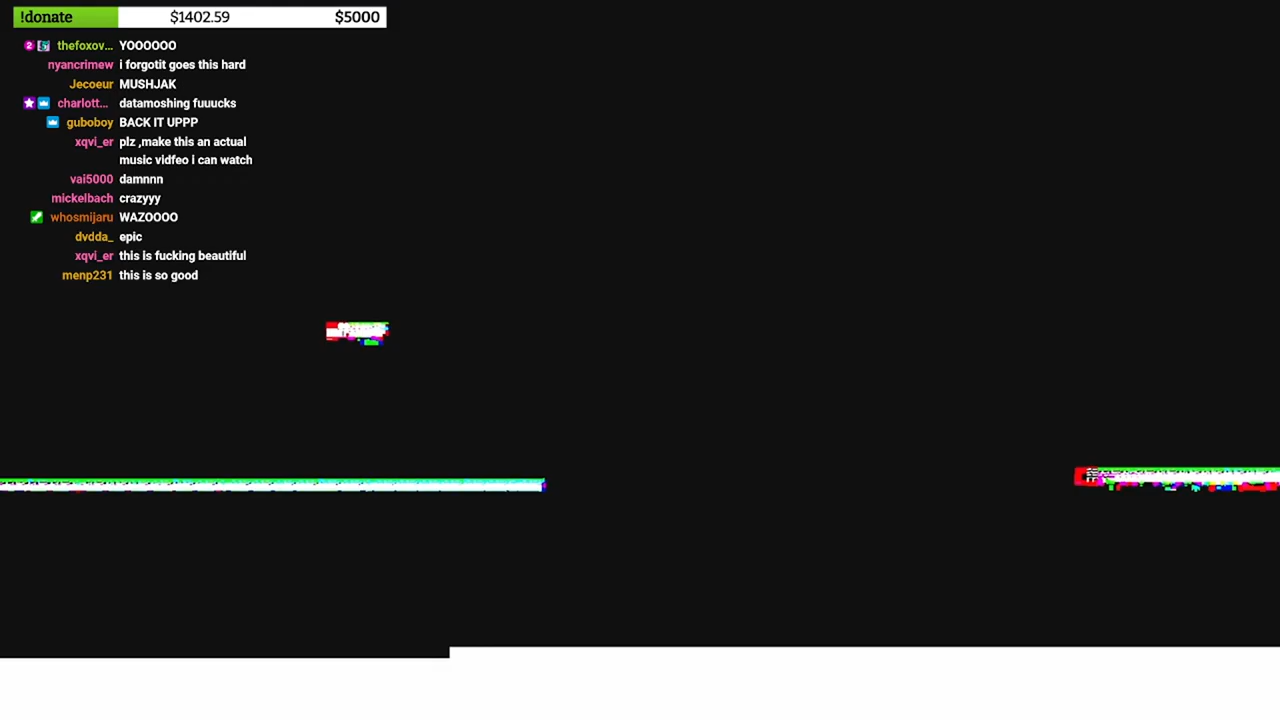 !donate $1402.59 $5000
thefoxov... YOOOOOO
nyancrimew i forgotit goes this hard
Jecoeur MUSHJAK
charlott... datamoshing fuuucks
guboboy BACK IT UPPP
xqvi_er plz ,make this an actual
music vidfeo i can watch
vai5000 damnnn
mickelbach crazyyy
whosmijaru WAZOOOO
dvdda_ epic
xqvi_er this is fucking beautiful
menp231 this is so good